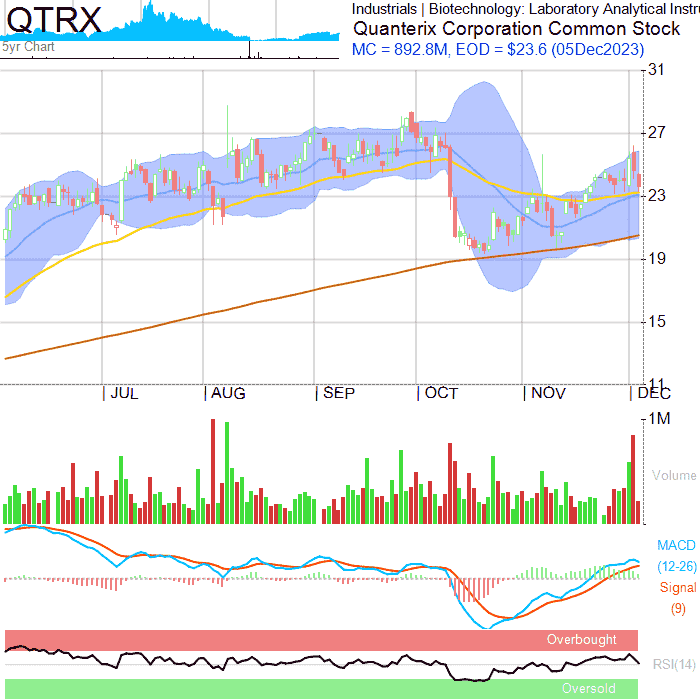 QTRX
5yr Chart
Industrials | Biotechnology: Laboratory Analytical Instr
Quanterix Corporation Common Stock
MC = 892.8M, EOD = $23.6 (05Dec2023)
31
27
23
19
15
11
JUL AUG SEP OCT NOV DEC
1M
Volume
MACD
(12-26)
Signal
(9)
Overbought
RSI(14)
Oversold